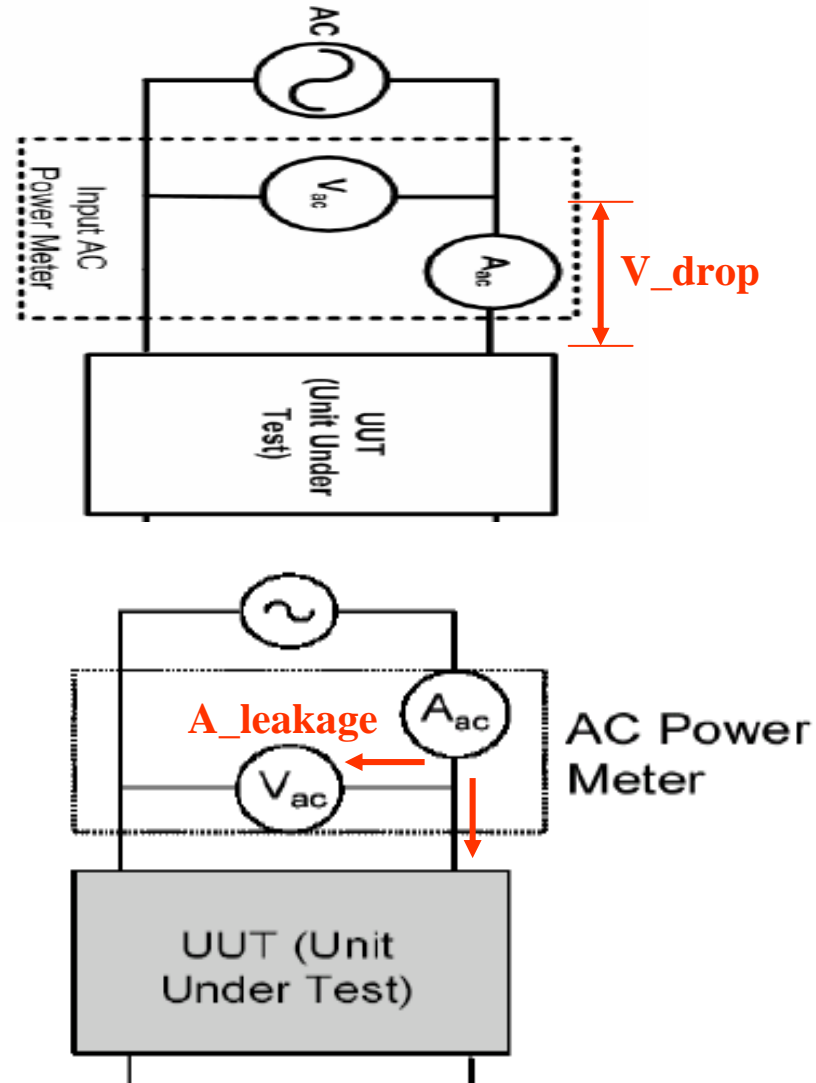 AC
Input AC
Power Meter
Vac
Aac
V_drop
UUT
(Unit Under
Test)
A_leakage
Aac
Vac
AC Power
Meter
UUT (Unit
Under Test)